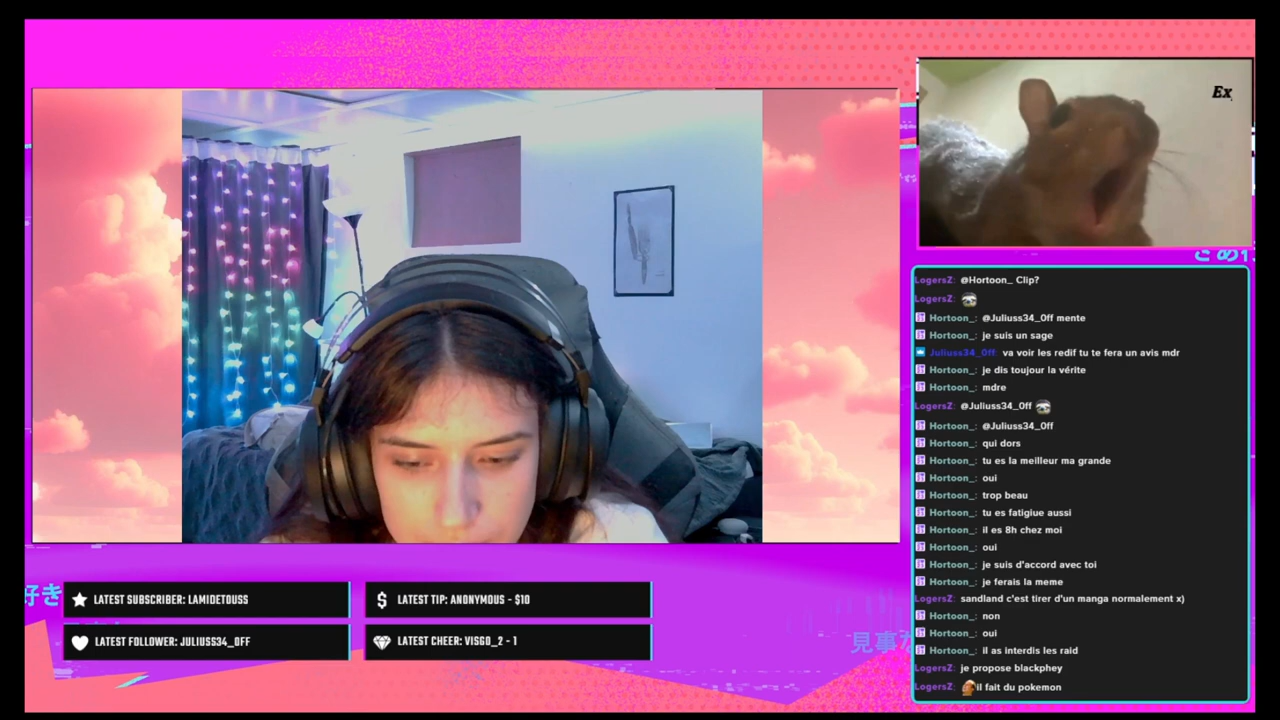 Ex
LogersZ: @Hortoon_ Clip?
LogersZ:
Hortoon_: @Juliuss34_Off mente
Hortoon_: je suis un sage
Juliuss34_Off: va voir les redif tu te fera un avis mdr
Hortoon_: je dis toujour la vérite
Hortoon_: mdre
LogersZ: @Juliuss34_Off
Hortoon_: @Juliuss34_Off
Hortoon_: qui dors
Hortoon_: tu es la meilleur ma grande
Hortoon_: oui
Hortoon_: trop beau
Hortoon_: tu es fatigiue aussi
Hortoon_: il es 8h chez moi
Hortoon_: oui
Hortoon_: je suis d'accord avec toi
Hortoon_: je ferais la meme
LogersZ: sandland c'est tirer d'un manga normalement x)
Hortoon_: non
Hortoon_: oui
Hortoon_: il as interdis les raid
LogersZ: je propose blackphey
LogersZ: il fait du pokemon
好き
LATEST SUBSCRIBER: LAMIDETOUSS
LATEST TIP: ANONYMOUS - $10
LATEST FOLLOWER: JULIUSS34_OFF
LATEST CHEER: VISGO_2 - 1
見事な